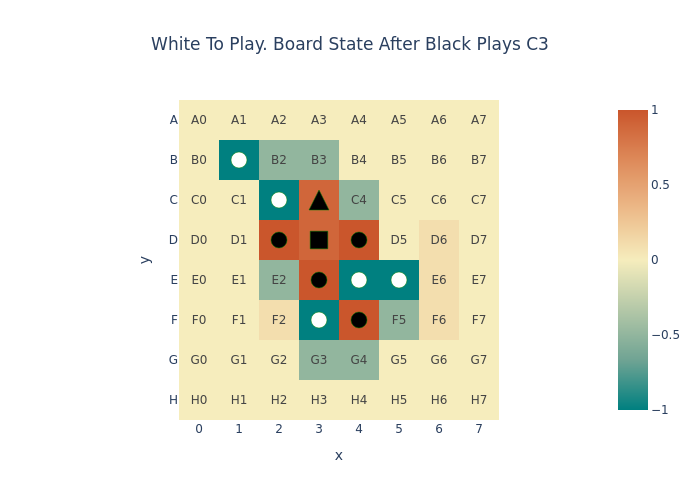 White To Play. Board State After Black Plays C3
A A0 A1 A2 A3 A4 A5 A6 A7
B B0 B2 B3 B4 B5 B6 B7
C C0 C1 C4 C5 C6 C7
D D0 D1 D5 D6 D7
E E0 E1 E2 E6 E7
F F0 F1 F2 F5 F6 F7
G G0 G1 G2 G3 G4 G5 G6 G7
H H0 H1 H2 H3 H4 H5 H6 H7
0 1 2 3 4 5 6 7
x
y
1
0.5
0
−0.5
−1